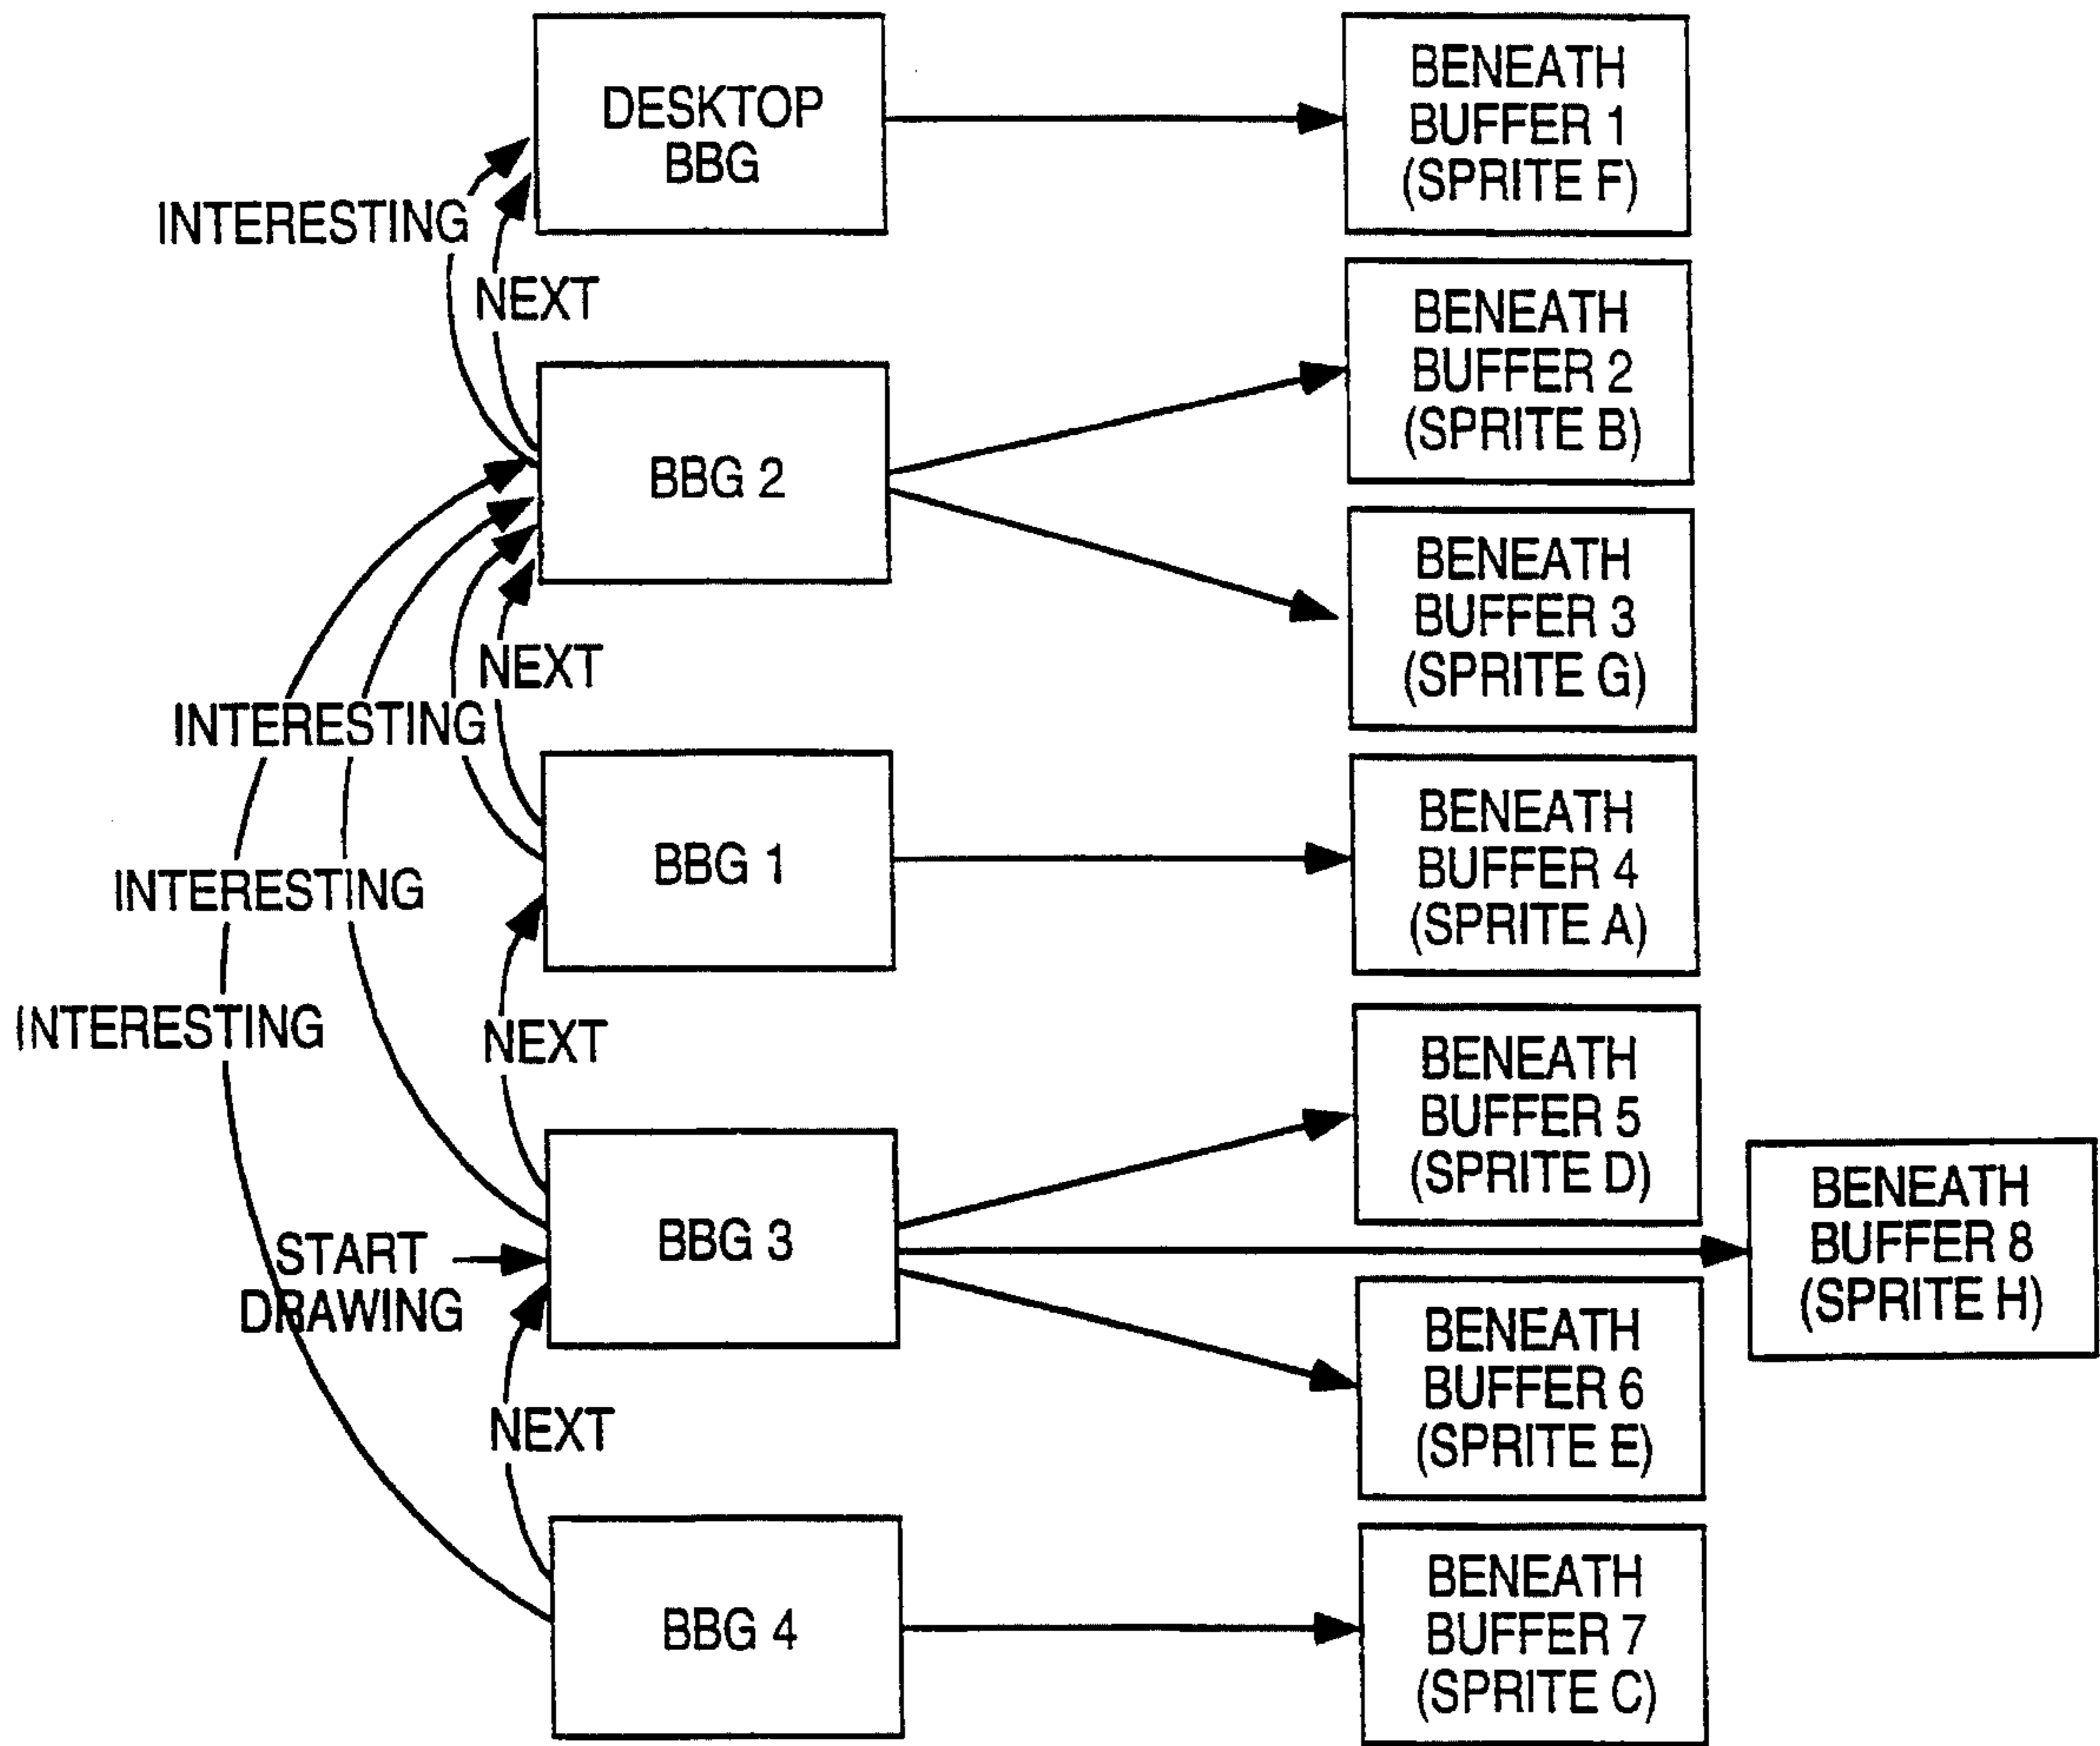 DESKTOP
BBG
BENEATH
BUFFER 1
(SPRITE F)
INTERESTING
NEXT
BENEATH
BUFFER 2
(SPRITE B)
BBG 2
BENEATH
BUFFER 3
(SPRITE G)
NEXT
INTERESTING
BBG 1
BENEATH
BUFFER 4
(SPRITE A)
INTERESTING
INTERESTING
NEXT
BENEATH
BUFFER 5
(SPRITE D)
START
DRAWING
BBG 3
BENEATH
BUFFER 8
(SPRITE H)
BENEATH
BUFFER 6
(SPRITE E)
NEXT
BBG 4
BENEATH
BUFFER 7
(SPRITE C)